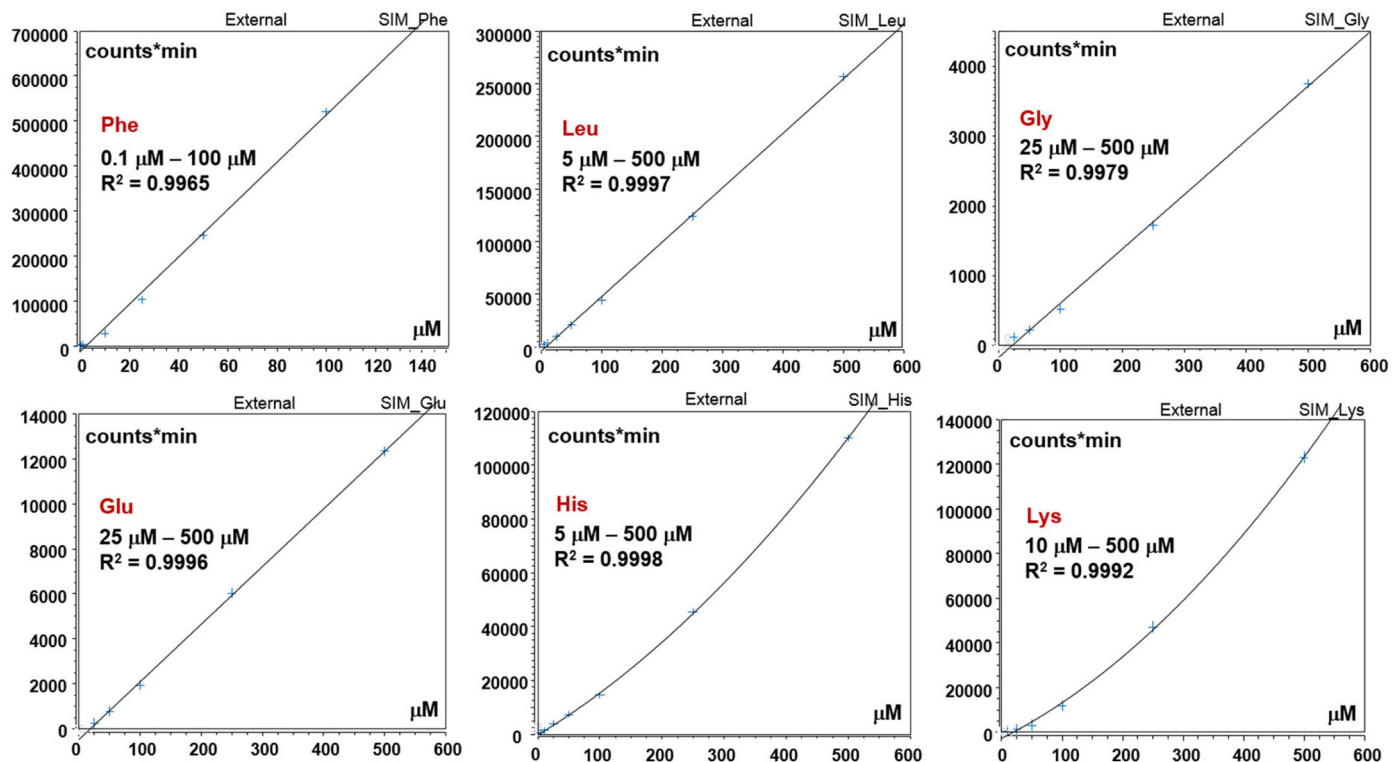 External SIM_Phe
700000
600000
500000
400000
300000
200000
100000
0
counts*min
Phe
0.1 µM – 100 µM
R² = 0.9965
µM
0 20 40 60 80 100 120 140
External SIM_Leu
300000
250000
200000
150000
100000
50000
0
counts*min
Leu
5 µM – 500 µM
R² = 0.9997
µM
0 100 200 300 400 500 600
External SIM_Gly
4000
3000
2000
1000
0
counts*min
Gly
25 µM – 500 µM
R² = 0.9979
µM
0 100 200 300 400 500 600
External SIM_Glu
14000
12000
10000
8000
6000
4000
2000
0
counts*min
Glu
25 µM – 500 µM
R² = 0.9996
µM
0 100 200 300 400 500 600
External SIM_His
120000
100000
80000
60000
40000
20000
0
counts*min
His
5 µM – 500 µM
R² = 0.9998
µM
0 100 200 300 400 500 600
External SIM_Lys
140000
120000
100000
80000
60000
40000
20000
0
counts*min
Lys
10 µM – 500 µM
R² = 0.9992
µM
0 100 200 300 400 500 600